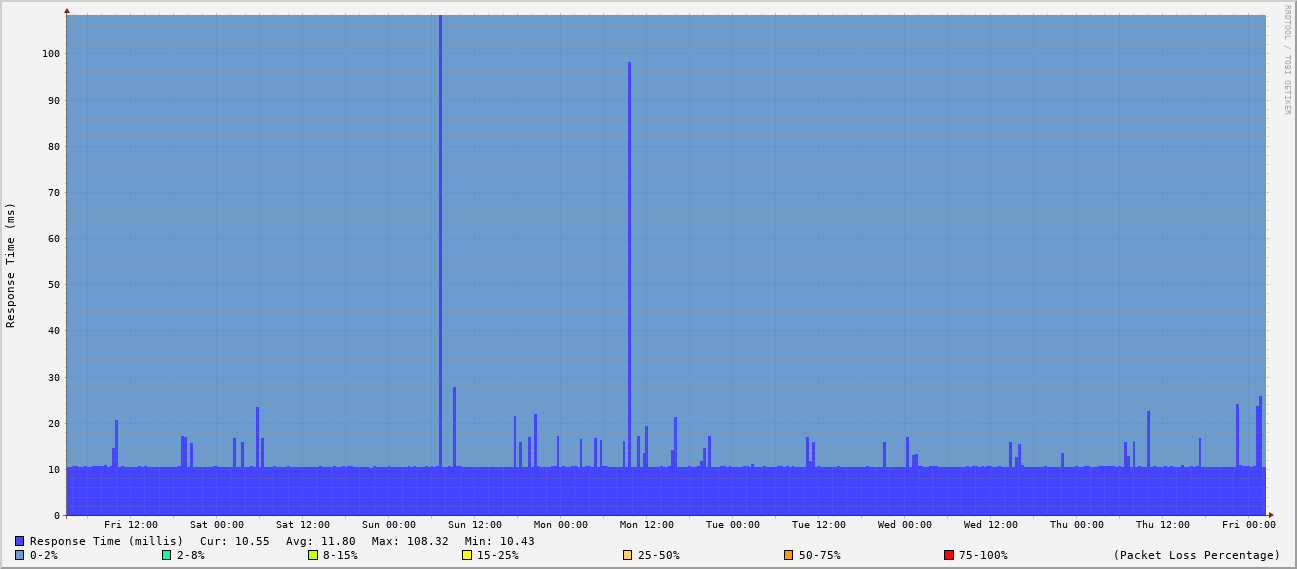 RRDTOOL / TOBI OETIKER
Response Time (ms)
100
90
80
70
60
50
40
30
20
10
0
Fri 12:00 Sat 00:00 Sat 12:00 Sun 00:00 Sun 12:00 Mon 00:00 Mon 12:00 Tue 00:00 Tue 12:00 Wed 00:00 Wed 12:00 Thu 00:00 Thu 12:00 Fri 00:00
Response Time (millis) Cur: 10.55 Avg: 11.80 Max: 108.32 Min: 10.43
0-2% 2-8% 8-15% 15-25% 25-50% 50-75% 75-100% (Packet Loss Percentage)